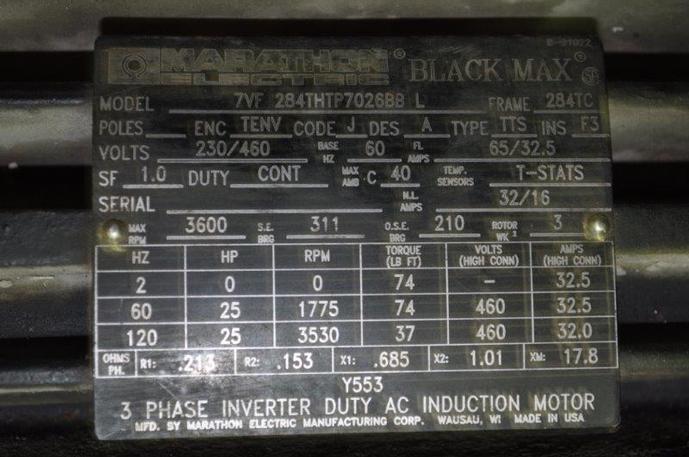 MARATHON ELECTRIC ® BLACK MAX ®
MODEL 7VF 284THTP7026BB L FRAME 284TC
POLES ENC TENV CODE J DES A TYPE TTS INS F3
VOLTS 230/460 BASE HZ 60 FL AMPS 65/32.5
SF 1.0 DUTY CONT MAX AMB °C 40 TEMP. SENSORS T-STATS
SERIAL N.L. AMPS 32/16
MAX RPM 3600 S.E. BRG 311 O.S.E. BRG 210 ROTOR WK² 3
HZ HP RPM TORQUE (LB FT) VOLTS (HIGH CONN) AMPS (HIGH CONN)
2 0 0 74 – 32.5
60 25 1775 74 460 32.5
120 25 3530 37 460 32.0
OHMS PH. R1: .213 R2: .153 X1: .685 X2: 1.01 XM: 17.8
Y553
3 PHASE INVERTER DUTY AC INDUCTION MOTOR
MFD. BY MARATHON ELECTRIC MANUFACTURING CORP. WAUSAU, WI MADE IN USA